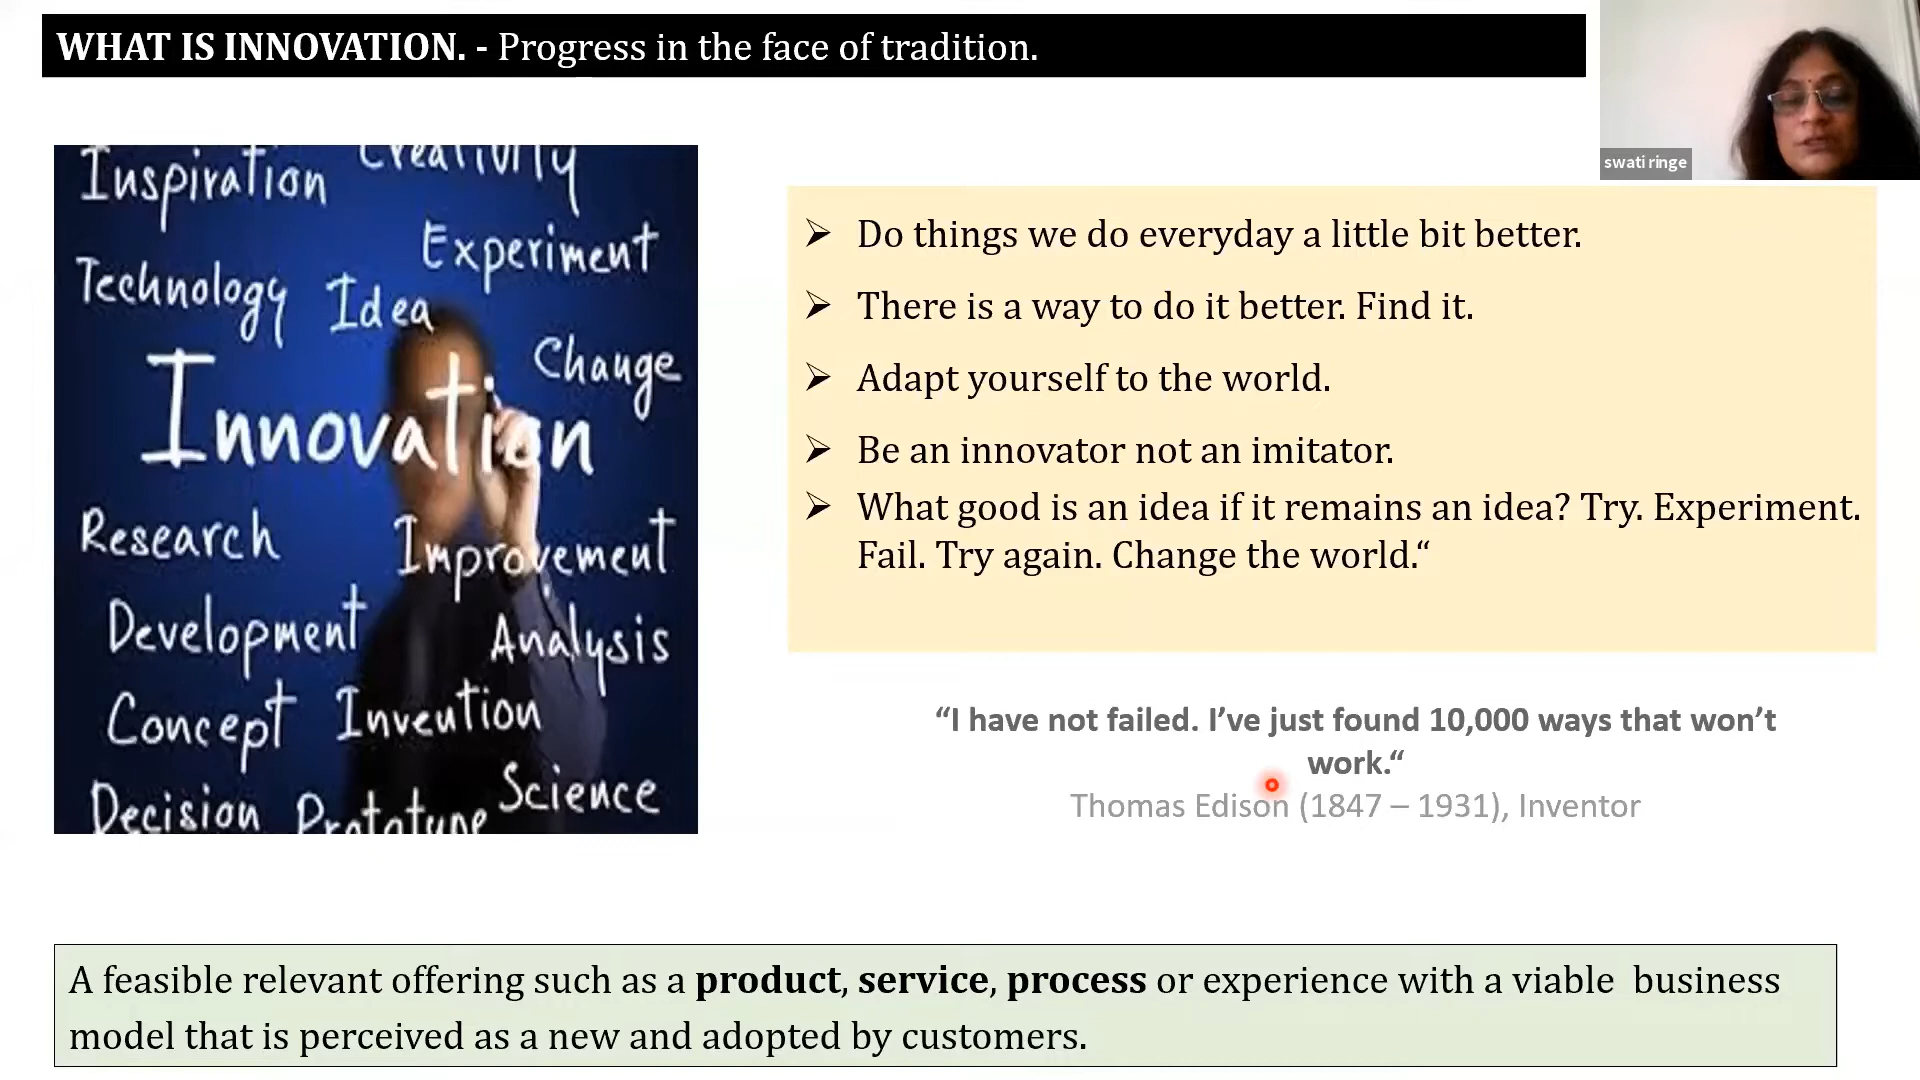 WHAT IS INNOVATION. - Progress in the face of tradition.
swati ringe
Inspiration Creativity
Experiment
Technology Idea
Change
Innovation
Research
Improvement
Development
Analysis
Concept Invention
Science
Decision Prototype
➢ Do things we do everyday a little bit better.
➢ There is a way to do it better. Find it.
➢ Adapt yourself to the world.
➢ Be an innovator not an imitator.
➢ What good is an idea if it remains an idea? Try. Experiment.
Fail. Try again. Change the world.“
“I have not failed. I’ve just found 10,000 ways that won’t
work.“
Thomas Edison (1847 – 1931), Inventor
A feasible relevant offering such as a product, service, process or experience with a viable business
model that is perceived as a new and adopted by customers.